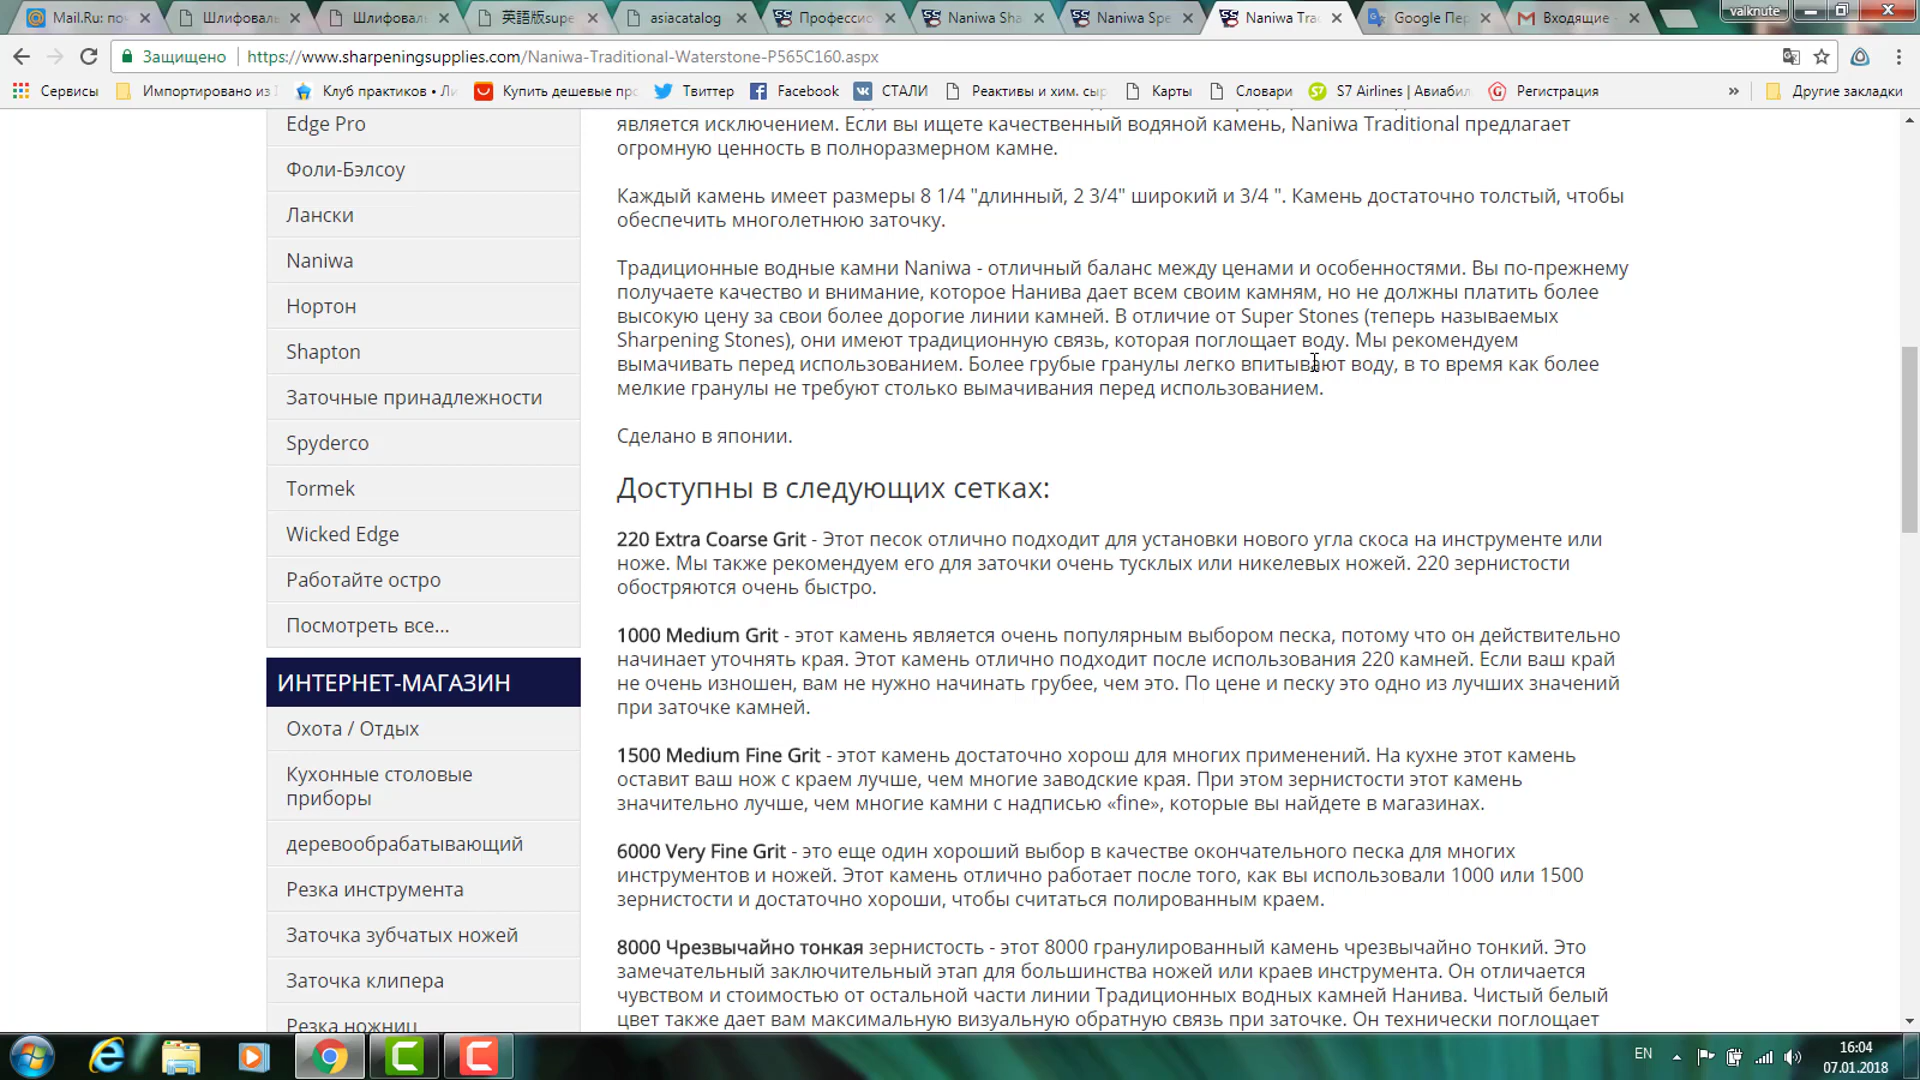 Mail.Ru: по
Шлифоваль
Шлифоваль
英語版supe
asiacatalog
Профессио
Naniwa Sha
Naniwa Spe
Naniwa Tra
Google Пер
Входящие -
valknute
Защищено
https://www.sharpeningsupplies.com/Naniwa-Traditional-Waterstone-P565C160.aspx
Сервисы
Импортировано из I
Клуб практиков • Ли
Купить дешевые прс
Твиттер
Facebook
СТАЛИ
Реактивы и хим. сыр
Карты
Словари
S7 Airlines | Авиабил
Регистрация
»
Другие закладки
Edge Pro
Фоли-Бэлсоу
Лански
Naniwa
Нортон
Shapton
Заточные принадлежности
Spyderco
Tormek
Wicked Edge
Работайте остро
Посмотреть все...
ИНТЕРНЕТ-МАГАЗИН
Охота / Отдых
Кухонные столовые
приборы
деревообрабатывающий
Резка инструмента
Заточка зубчатых ножей
Заточка клипера
Резка ножниц
является исключением. Если вы ищете качественный водяной камень, Naniwa Traditional предлагает
огромную ценность в полноразмерном камне.
Каждый камень имеет размеры 8 1/4 "длинный, 2 3/4" широкий и 3/4 ". Камень достаточно толстый, чтобы
обеспечить многолетнюю заточку.
Традиционные водные камни Naniwa - отличный баланс между ценами и особенностями. Вы по-прежнему
получаете качество и внимание, которое Нанива дает всем своим камням, но не должны платить более
высокую цену за свои более дорогие линии камней. В отличие от Super Stones (теперь называемых
Sharpening Stones), они имеют традиционную связь, которая поглощает воду. Мы рекомендуем
вымачивать перед использованием. Более грубые гранулы легко впитывают воду, в то время как более
мелкие гранулы не требуют столько вымачивания перед использованием.
Сделано в японии.
Доступны в следующих сетках:
220 Extra Coarse Grit - Этот песок отлично подходит для установки нового угла скоса на инструменте или
ноже. Мы также рекомендуем его для заточки очень тусклых или никелевых ножей. 220 зернистости
обостряются очень быстро.
1000 Medium Grit - этот камень является очень популярным выбором песка, потому что он действительно
начинает уточнять края. Этот камень отлично подходит после использования 220 камней. Если ваш край
не очень изношен, вам не нужно начинать грубее, чем это. По цене и песку это одно из лучших значений
при заточке камней.
1500 Medium Fine Grit - этот камень достаточно хорош для многих применений. На кухне этот камень
оставит ваш нож с краем лучше, чем многие заводские края. При этом зернистости этот камень
значительно лучше, чем многие камни с надписью «fine», которые вы найдете в магазинах.
6000 Very Fine Grit - это еще один хороший выбор в качестве окончательного песка для многих
инструментов и ножей. Этот камень отлично работает после того, как вы использовали 1000 или 1500
зернистости и достаточно хороши, чтобы считаться полированным краем.
8000 Чрезвычайно тонкая зернистость - этот 8000 гранулированный камень чрезвычайно тонкий. Это
замечательный заключительный этап для большинства ножей или краев инструмента. Он отличается
чувством и стоимостью от остальной части линии Традиционных водных камней Нанива. Чистый белый
цвет также дает вам максимальную визуальную обратную связь при заточке. Он технически поглощает
EN
16:04
07.01.2018